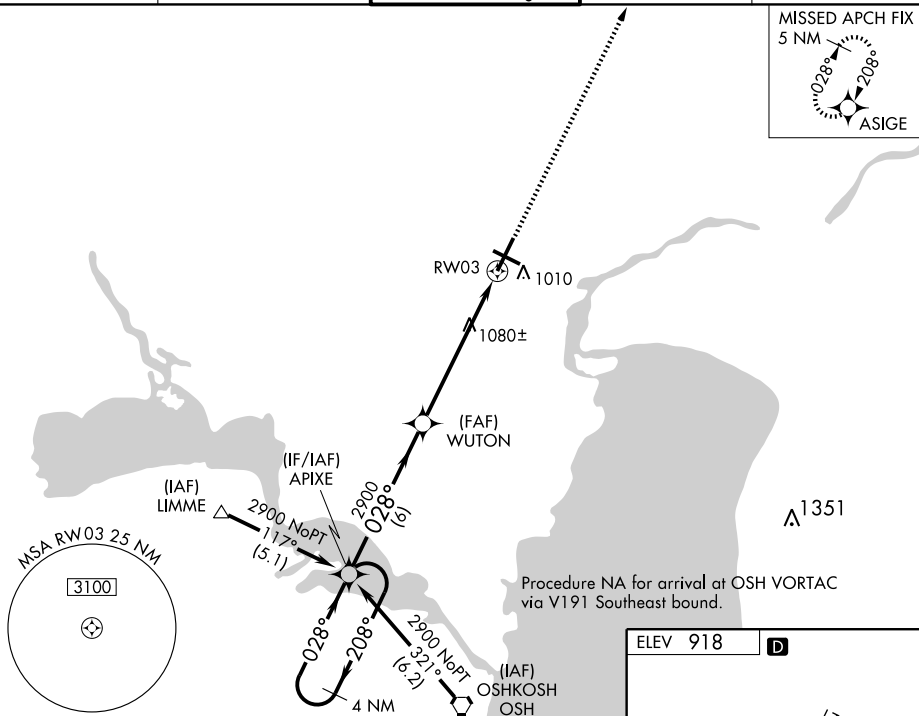 MISSED APCH FIX
5 NM
028°
208°
ASIGE
RW03
1010
1080±
(FAF)
WUTON
(IF/IAF)
APIXE
(IAF)
LIMME
2900 NoPT
117°
(5.1)
2900
028°
(6)
1351
MSA RW03 25 NM
3100
Procedure NA for arrival at OSH VORTAC
via V191 Southeast bound.
028°
208°
4 NM
2900 NoPT
321°
(6.2)
(IAF)
OSHKOSH
OSH
ELEV 918
D